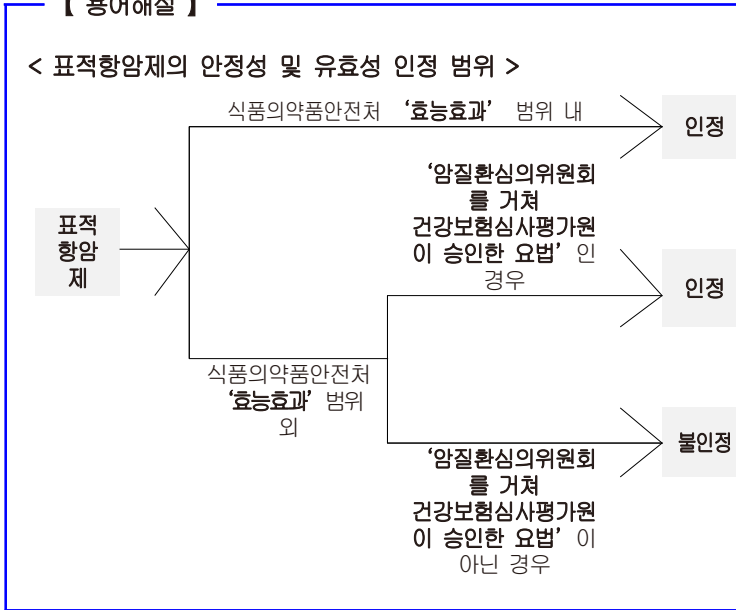 【 용어해설 】
< 표적항암제의 안정성 및 유효성 인정 범위 >
식품의약품안전처 ‘효능효과’ 범위 내
인정
‘암질환심의위원회
를 거쳐
건강보험심사평가원
이 승인한 요법’ 인
경우
표적
항암
제
인정
식품의약품안전처
‘효능효과’ 범위
외
불인정
‘암질환심의위원회
를 거쳐
건강보험심사평가원
이 승인한 요법’ 이
아닌 경우